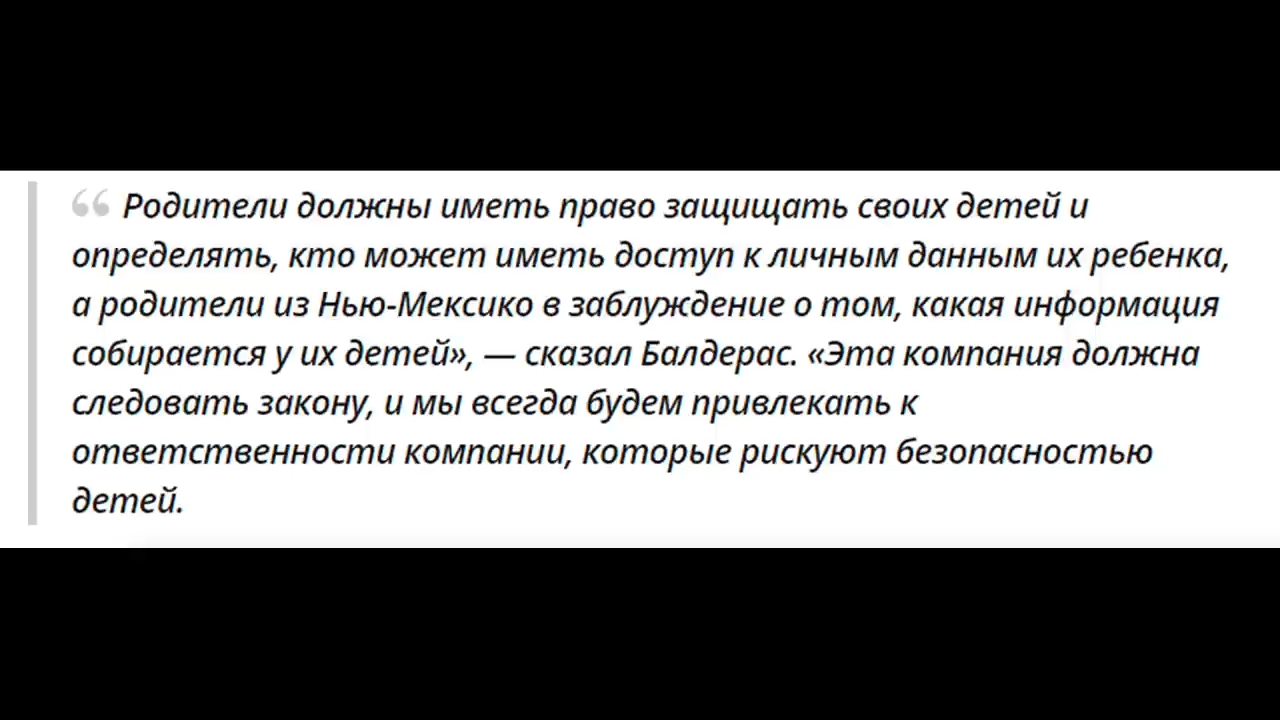 “ Родители должны иметь право защищать своих детей и
определять, кто может иметь доступ к личным данным их ребенка,
а родители из Нью-Мексико в заблуждение о том, какая информация
собирается у их детей», — сказал Балдерас. «Эта компания должна
следовать закону, и мы всегда будем привлекать к
ответственности компании, которые рискуют безопасностью
детей.